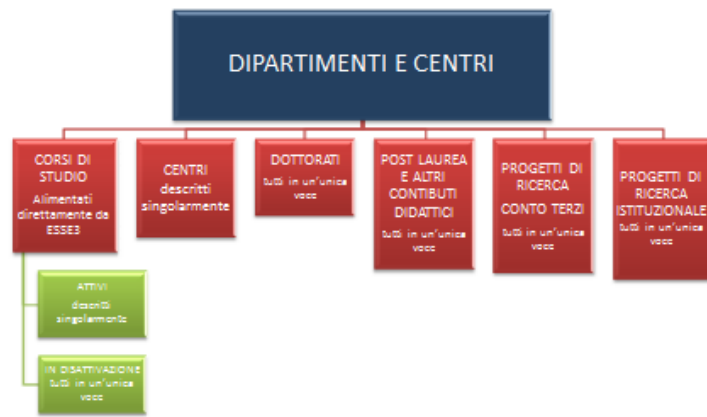 DIPARTIMENTI E CENTRI
CORSI DI
STUDIO
Alimentati
direttamente da
ESSE3
CENTRI
descritti
singolarmente
DOTTORATI
tutti in un'unica
voce
POST LAUREA
E ALTRI
CONTIBUTI
DIDATTICI
tutti in un'unica
voce
PROGETTI DI
RICERCA
CONTO TERZI
tutti in un'unica
voce
PROGETTI DI
RICERCA
ISTITUZIONALE
tutti in un'unica
voce
ATTIVI
descritti
singolarmente
IN DISATTIVAZIONE
tutti in un'unica
voce